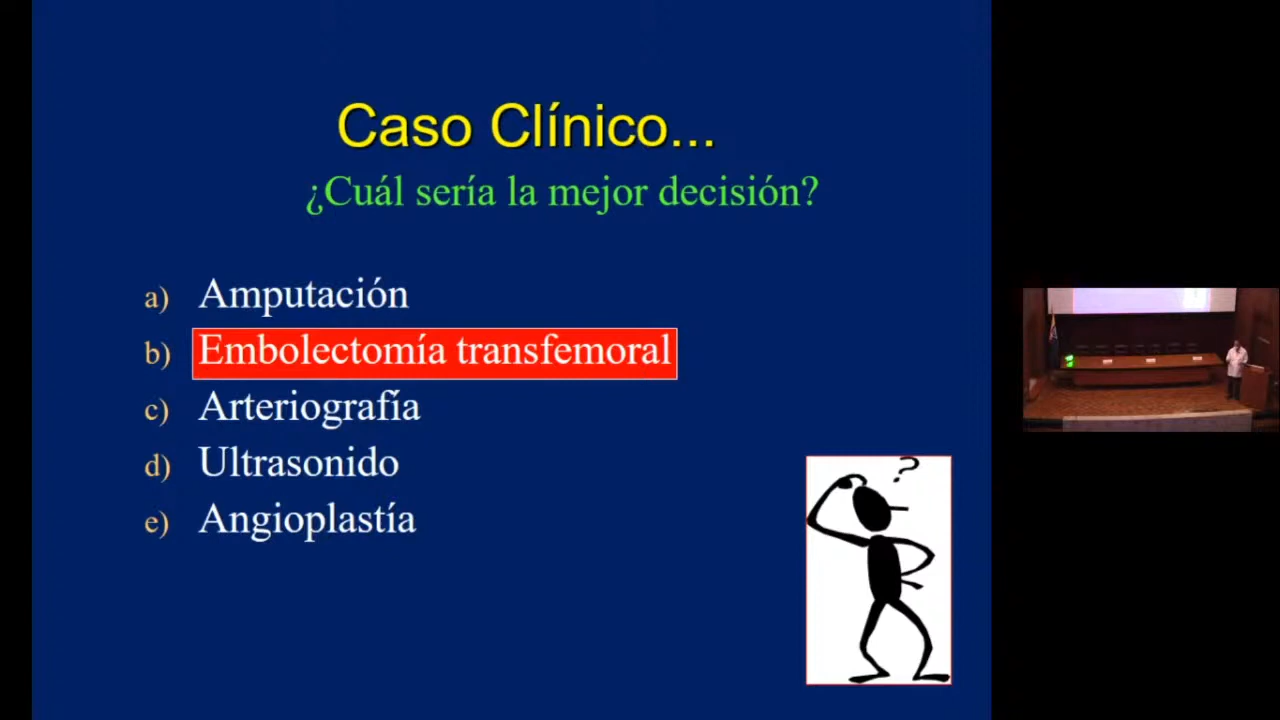 Caso Clínico...
¿Cuál sería la mejor decisión?
a) Amputación
b) Embolectomía transfemoral
c) Arteriografía
d) Ultrasonido
e) Angioplastía
?